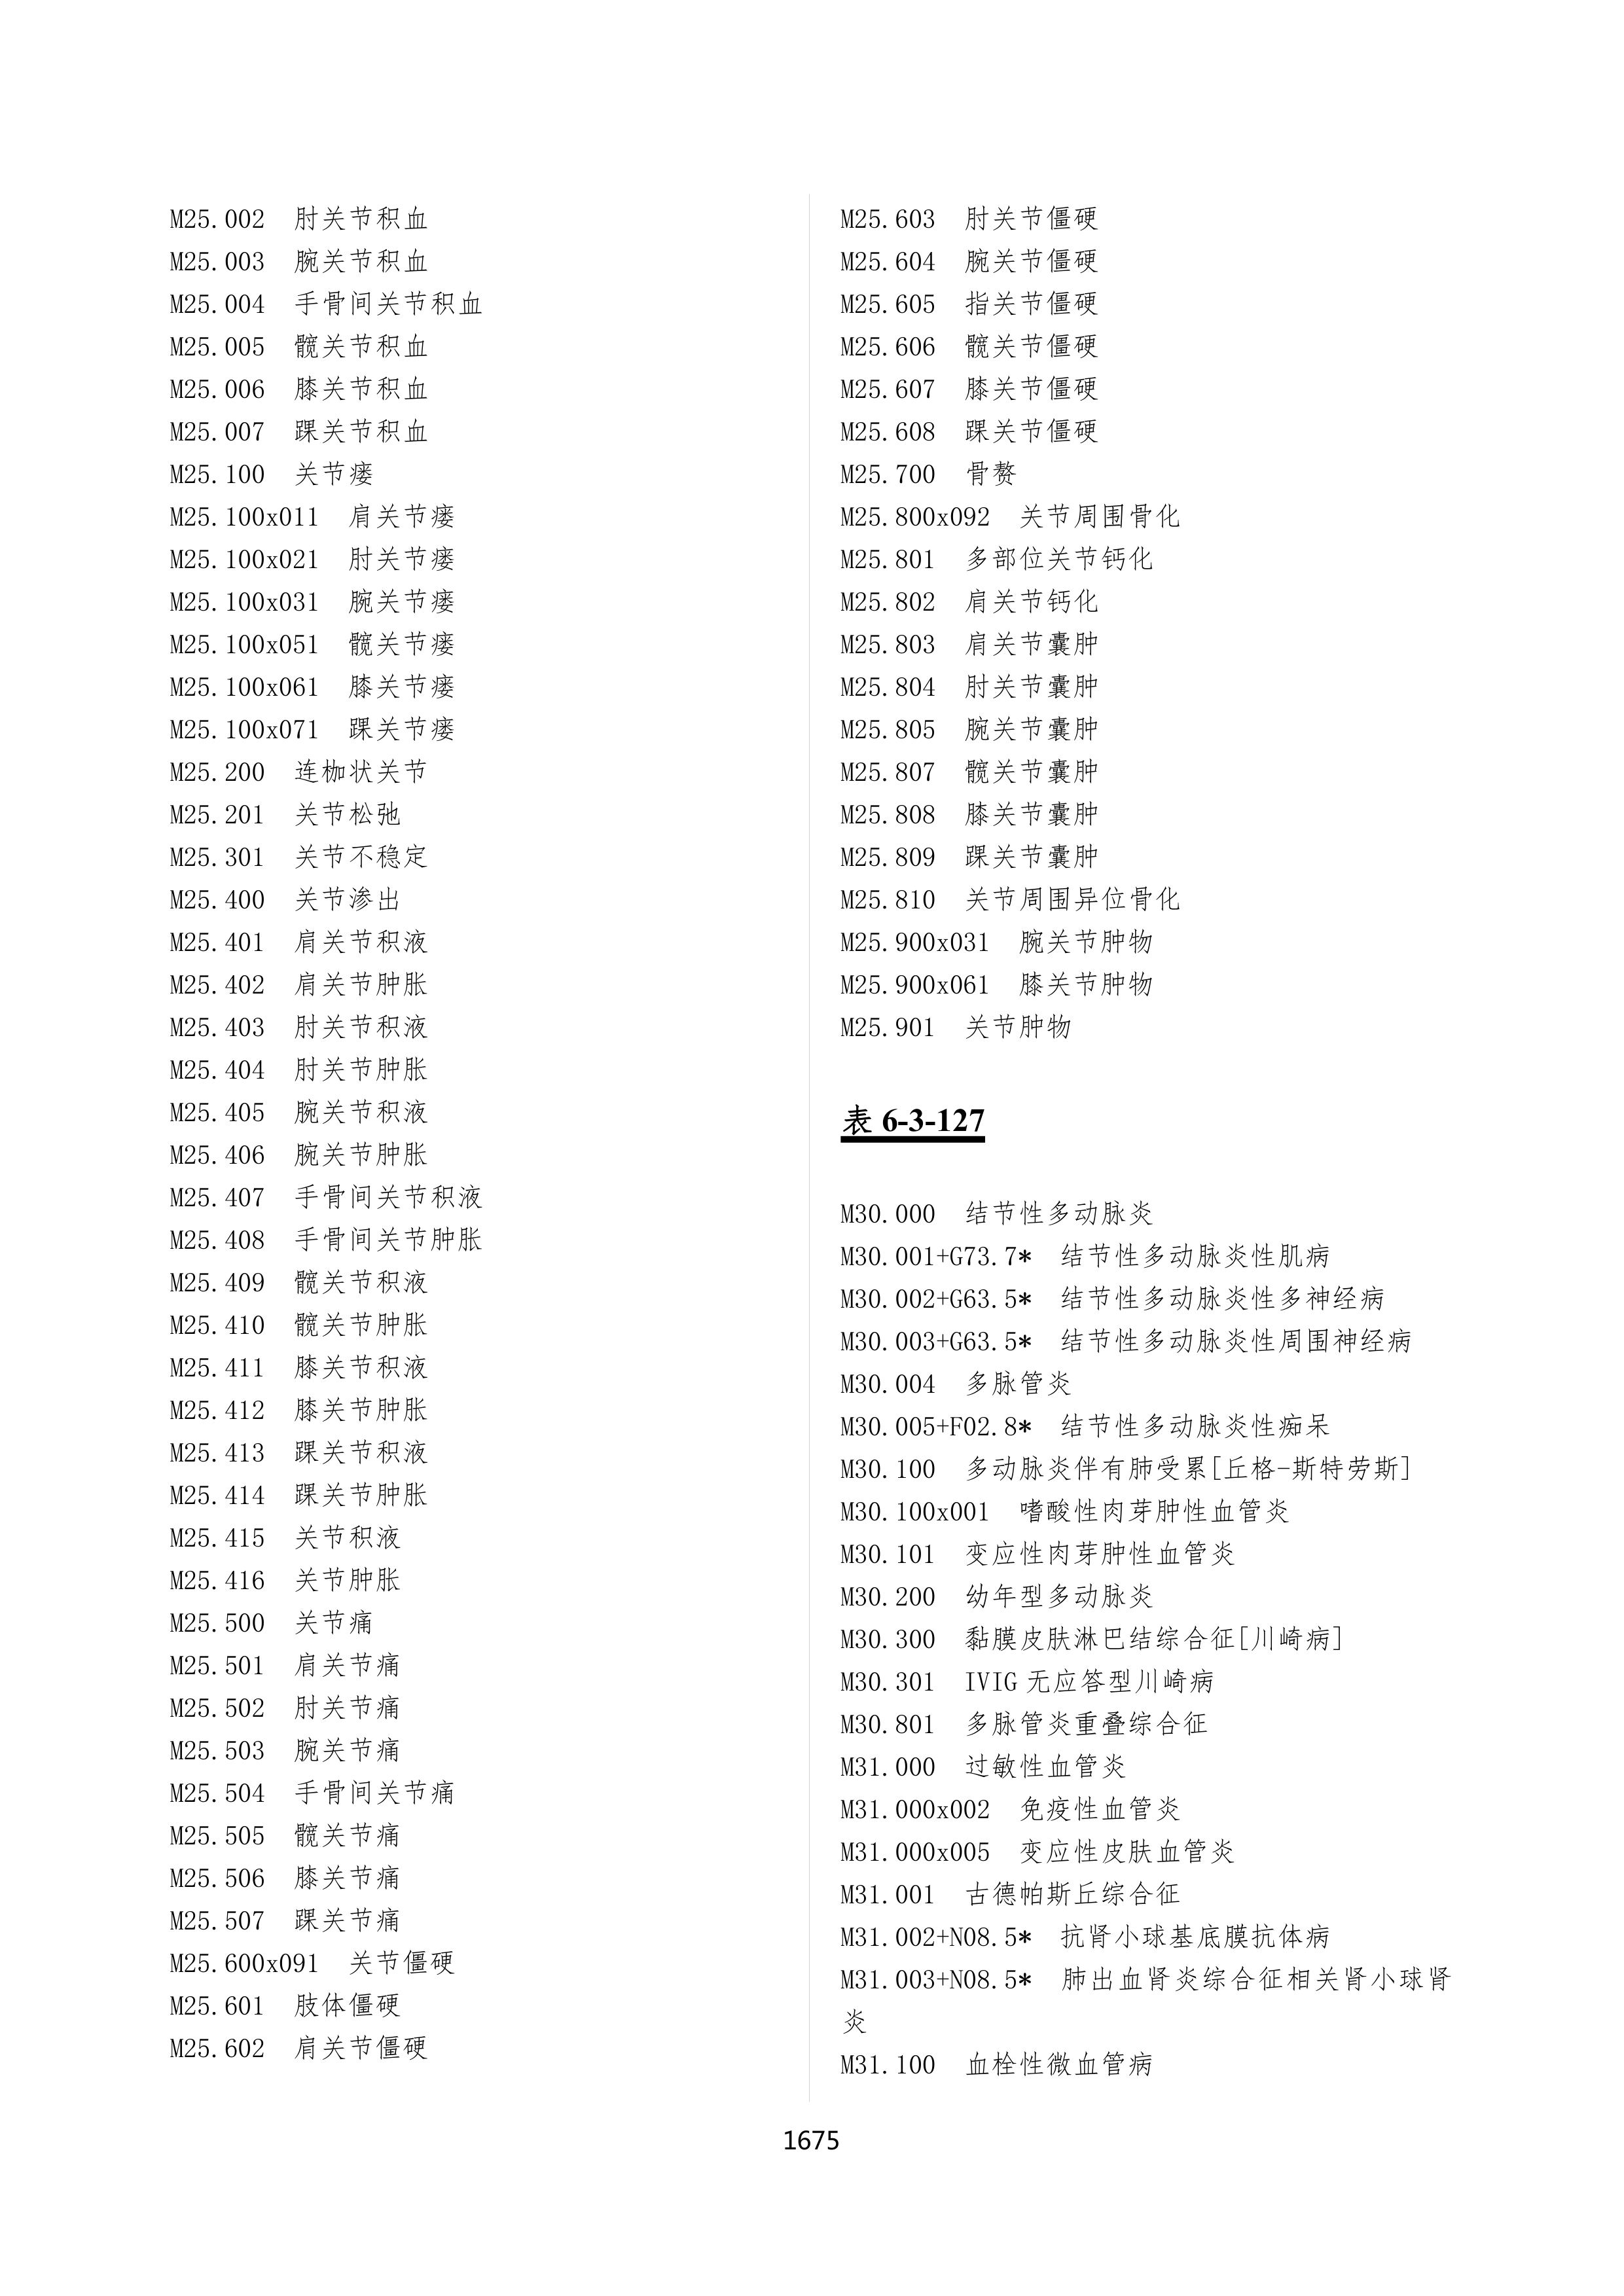 M25.002 肘关节积血
M25.003 腕关节积血
M25.004 手骨间关节积血
M25.005 髋关节积血
M25.006 膝关节积血
M25.007 踝关节积血
M25.100 关节瘘
M25.100x011 肩关节瘘
M25.100x021 肘关节瘘
M25.100x031 腕关节瘘
M25.100x051 髋关节瘘
M25.100x061 膝关节瘘
M25.100x071 踝关节瘘
M25.200 连枷状关节
M25.201 关节松弛
M25.301 关节不稳定
M25.400 关节渗出
M25.401 肩关节积液
M25.402 肩关节肿胀
M25.403 肘关节积液
M25.404 肘关节肿胀
M25.405 腕关节积液
M25.406 腕关节肿胀
M25.407 手骨间关节积液
M25.408 手骨间关节肿胀
M25.409 髋关节积液
M25.410 髋关节肿胀
M25.411 膝关节积液
M25.412 膝关节肿胀
M25.413 踝关节积液
M25.414 踝关节肿胀
M25.415 关节积液
M25.416 关节肿胀
M25.500 关节痛
M25.501 肩关节痛
M25.502 肘关节痛
M25.503 腕关节痛
M25.504 手骨间关节痛
M25.505 髋关节痛
M25.506 膝关节痛
M25.507 踝关节痛
M25.600x091 关节僵硬
M25.601 肢体僵硬
M25.602 肩关节僵硬
M25.603 肘关节僵硬
M25.604 腕关节僵硬
M25.605 指关节僵硬
M25.606 髋关节僵硬
M25.607 膝关节僵硬
M25.608 踝关节僵硬
M25.700 骨赘
M25.800x092 关节周围骨化
M25.801 多部位关节钙化
M25.802 肩关节钙化
M25.803 肩关节囊肿
M25.804 肘关节囊肿
M25.805 腕关节囊肿
M25.807 髋关节囊肿
M25.808 膝关节囊肿
M25.809 踝关节囊肿
M25.810 关节周围异位骨化
M25.900x031 腕关节肿物
M25.900x061 膝关节肿物
M25.901 关节肿物
表 6-3-127
M30.000 结节性多动脉炎
M30.001+G73.7* 结节性多动脉炎性肌病
M30.002+G63.5* 结节性多动脉炎性多神经病
M30.003+G63.5* 结节性多动脉炎性周围神经病
M30.004 多脉管炎
M30.005+F02.8* 结节性多动脉炎性痴呆
M30.100 多动脉炎伴有肺受累[丘格-斯特劳斯]
M30.100x001 嗜酸性肉芽肿性血管炎
M30.101 变应性肉芽肿性血管炎
M30.200 幼年型多动脉炎
M30.300 黏膜皮肤淋巴结综合征[川崎病]
M30.301 IVIG无应答型川崎病
M30.801 多脉管炎重叠综合征
M31.000 过敏性血管炎
M31.000x002 免疫性血管炎
M31.000x005 变应性皮肤血管炎
M31.001 古德帕斯丘综合征
M31.002+N08.5* 抗肾小球基底膜抗体病
M31.003+N08.5* 肺出血肾炎综合征相关肾小球肾
炎
M31.100 血栓性微血管病
1675